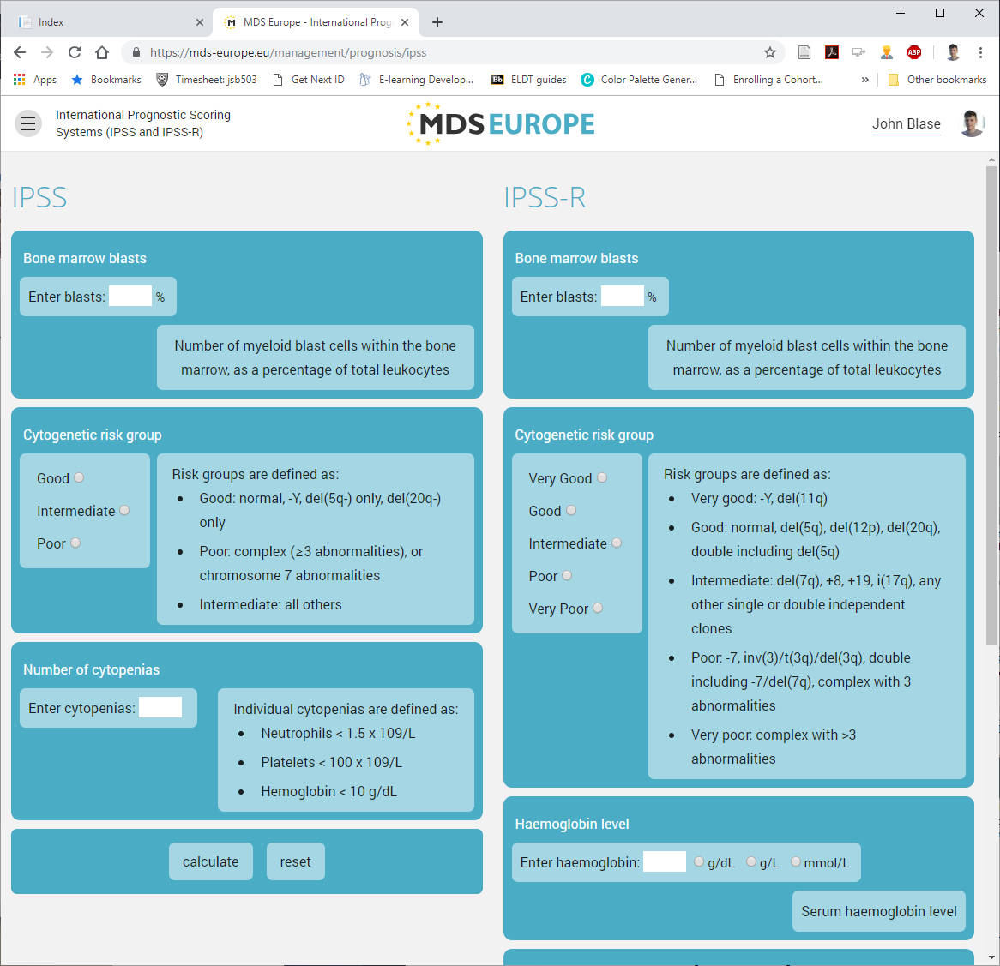 Index
MDS Europe - International Prog
https://mds-europe.eu/management/prognosis/ipss
ABP
Apps
Bookmarks
Timesheet: jsb503
Get Next ID
E-learning Develop...
Bb
ELDT guides
C
Color Palette Gener...
Enrolling a Cohort...
»
Other bookmarks
International Prognostic Scoring
Systems (IPSS and IPSS-R)
MDS EUROPE
John Blase
IPSS
Bone marrow blasts
Enter blasts: %
Number of myeloid blast cells within the bone
marrow, as a percentage of total leukocytes
Cytogenetic risk group
Good
Intermediate
Poor
Risk groups are defined as:
• Good: normal, -Y, del(5q-) only, del(20q-)
only
• Poor: complex (≥3 abnormalities), or
chromosome 7 abnormalities
• Intermediate: all others
Number of cytopenias
Enter cytopenias:
Individual cytopenias are defined as:
• Neutrophils < 1.5 x 109/L
• Platelets < 100 x 109/L
• Hemoglobin < 10 g/dL
calculate
reset
IPSS-R
Bone marrow blasts
Enter blasts: %
Number of myeloid blast cells within the bone
marrow, as a percentage of total leukocytes
Cytogenetic risk group
Very Good
Good
Intermediate
Poor
Very Poor
Risk groups are defined as:
• Very good: -Y, del(11q)
• Good: normal, del(5q), del(12p), del(20q),
double including del(5q)
• Intermediate: del(7q), +8, +19, i(17q), any
other single or double independent
clones
• Poor: -7, inv(3)/t(3q)/del(3q), double
including -7/del(7q), complex with 3
abnormalities
• Very poor: complex with >3
abnormalities
Haemoglobin level
Enter haemoglobin: g/dL g/L mmol/L
Serum haemoglobin level